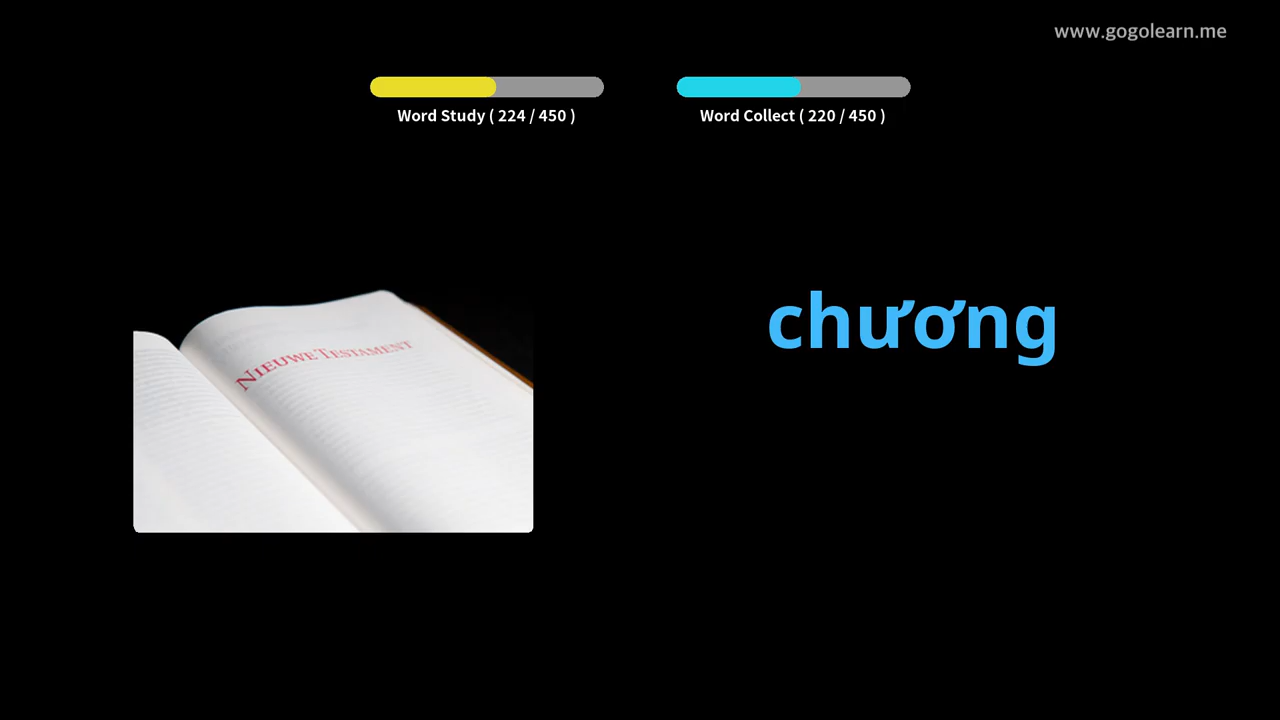 www.gogolearn.me
Word Study ( 224 / 450 )
Word Collect ( 220 / 450 )
chương
NIEUWE TESTAMENT